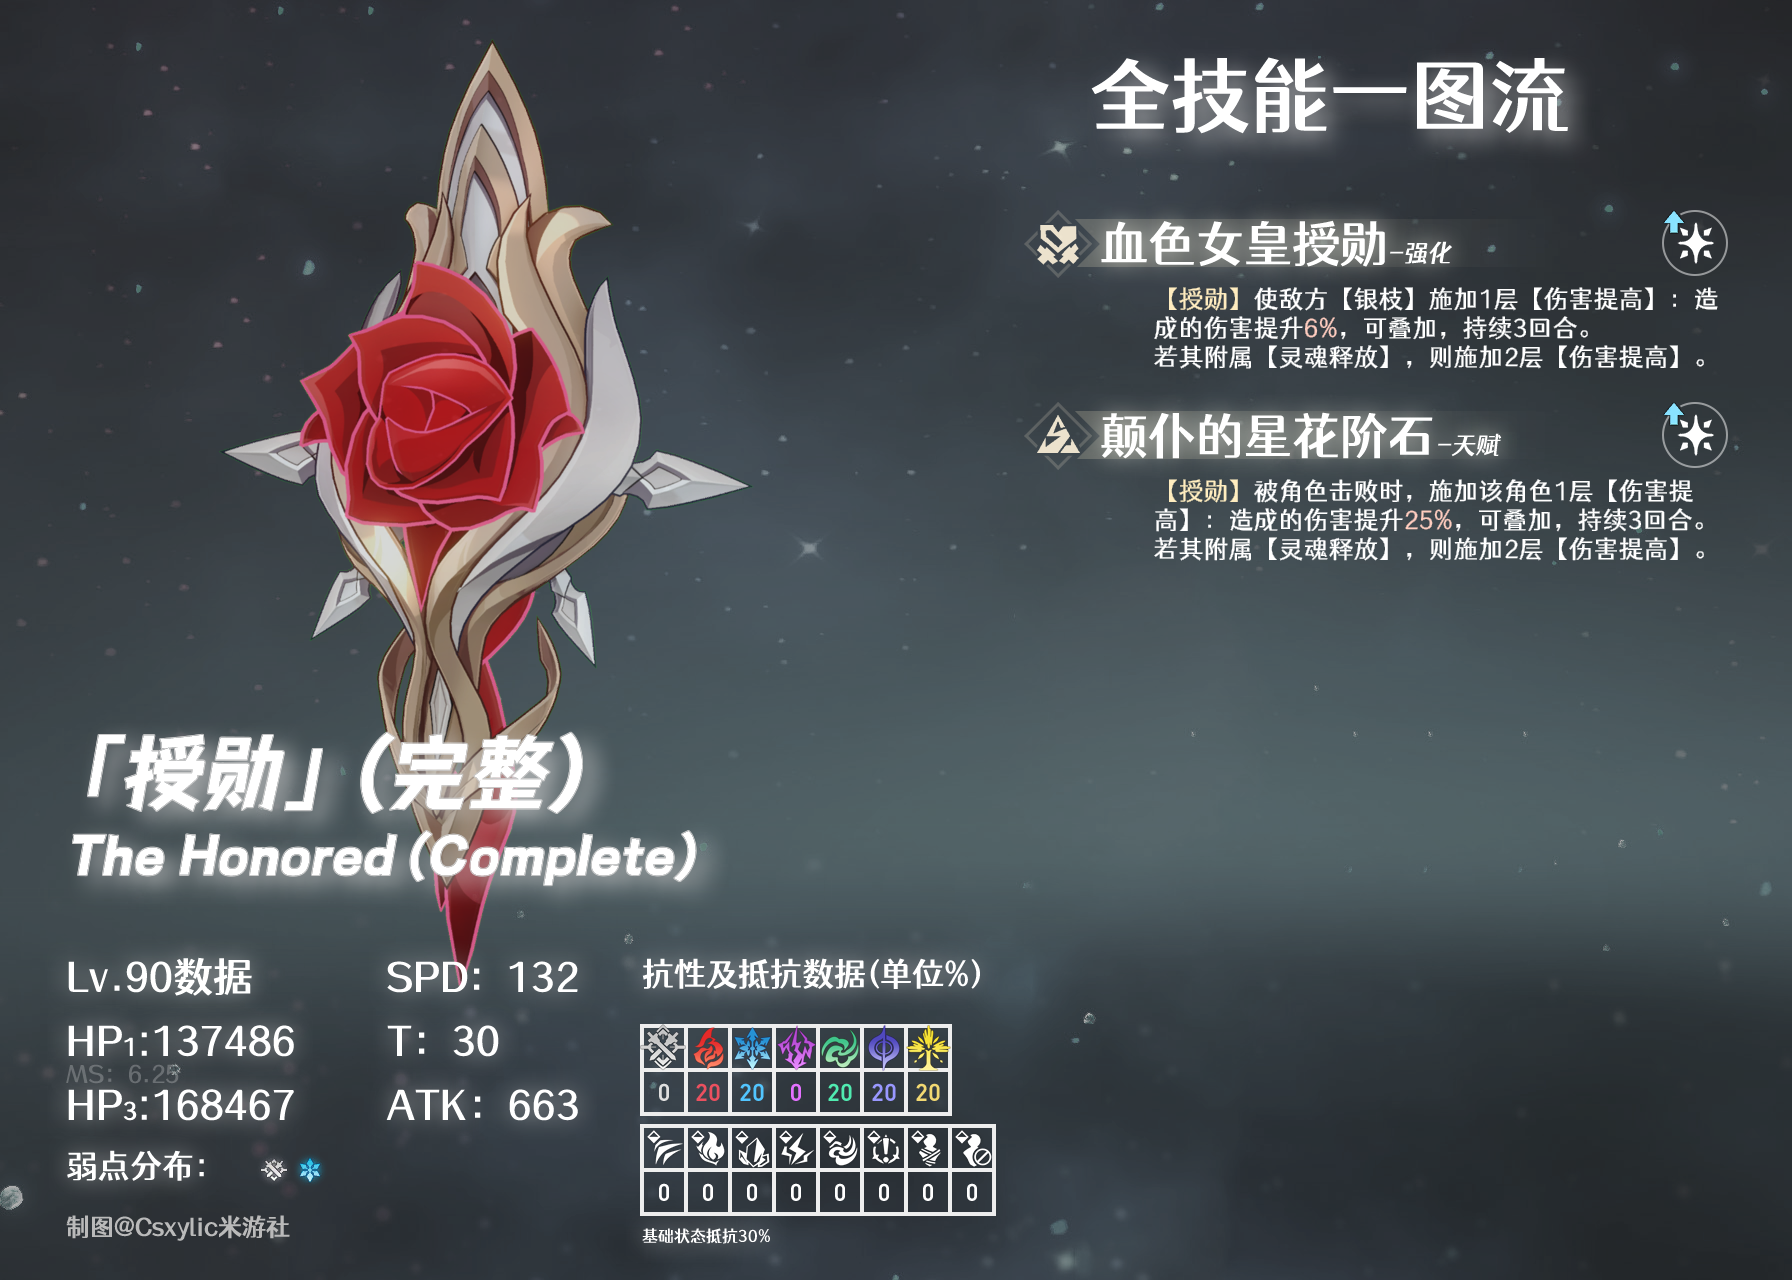 全技能一图流
血色女皇授勋-强化
【授勋】使敌方【银枝】施加1层【伤害提高】：造
成的伤害提升6%，可叠加，持续3回合。
若其附属【灵魂释放】，则施加2层【伤害提高】。
颠仆的星花阶石-天赋
【授勋】被角色击败时，施加该角色1层【伤害提
高】：造成的伤害提升25%，可叠加，持续3回合。
若其附属【灵魂释放】，则施加2层【伤害提高】。
「授勋」（完整）
The Honored (Complete)
Lv.90数据
SPD：132
HP1:137486
T：30
MS：6.25
HP3:168467
ATK：663
弱点分布：
制图@Csxylic米游社
抗性及抵抗数据(单位%)
0 20 20 0 20 20 20
0 0 0 0 0 0 0 0
基础状态抵抗30%